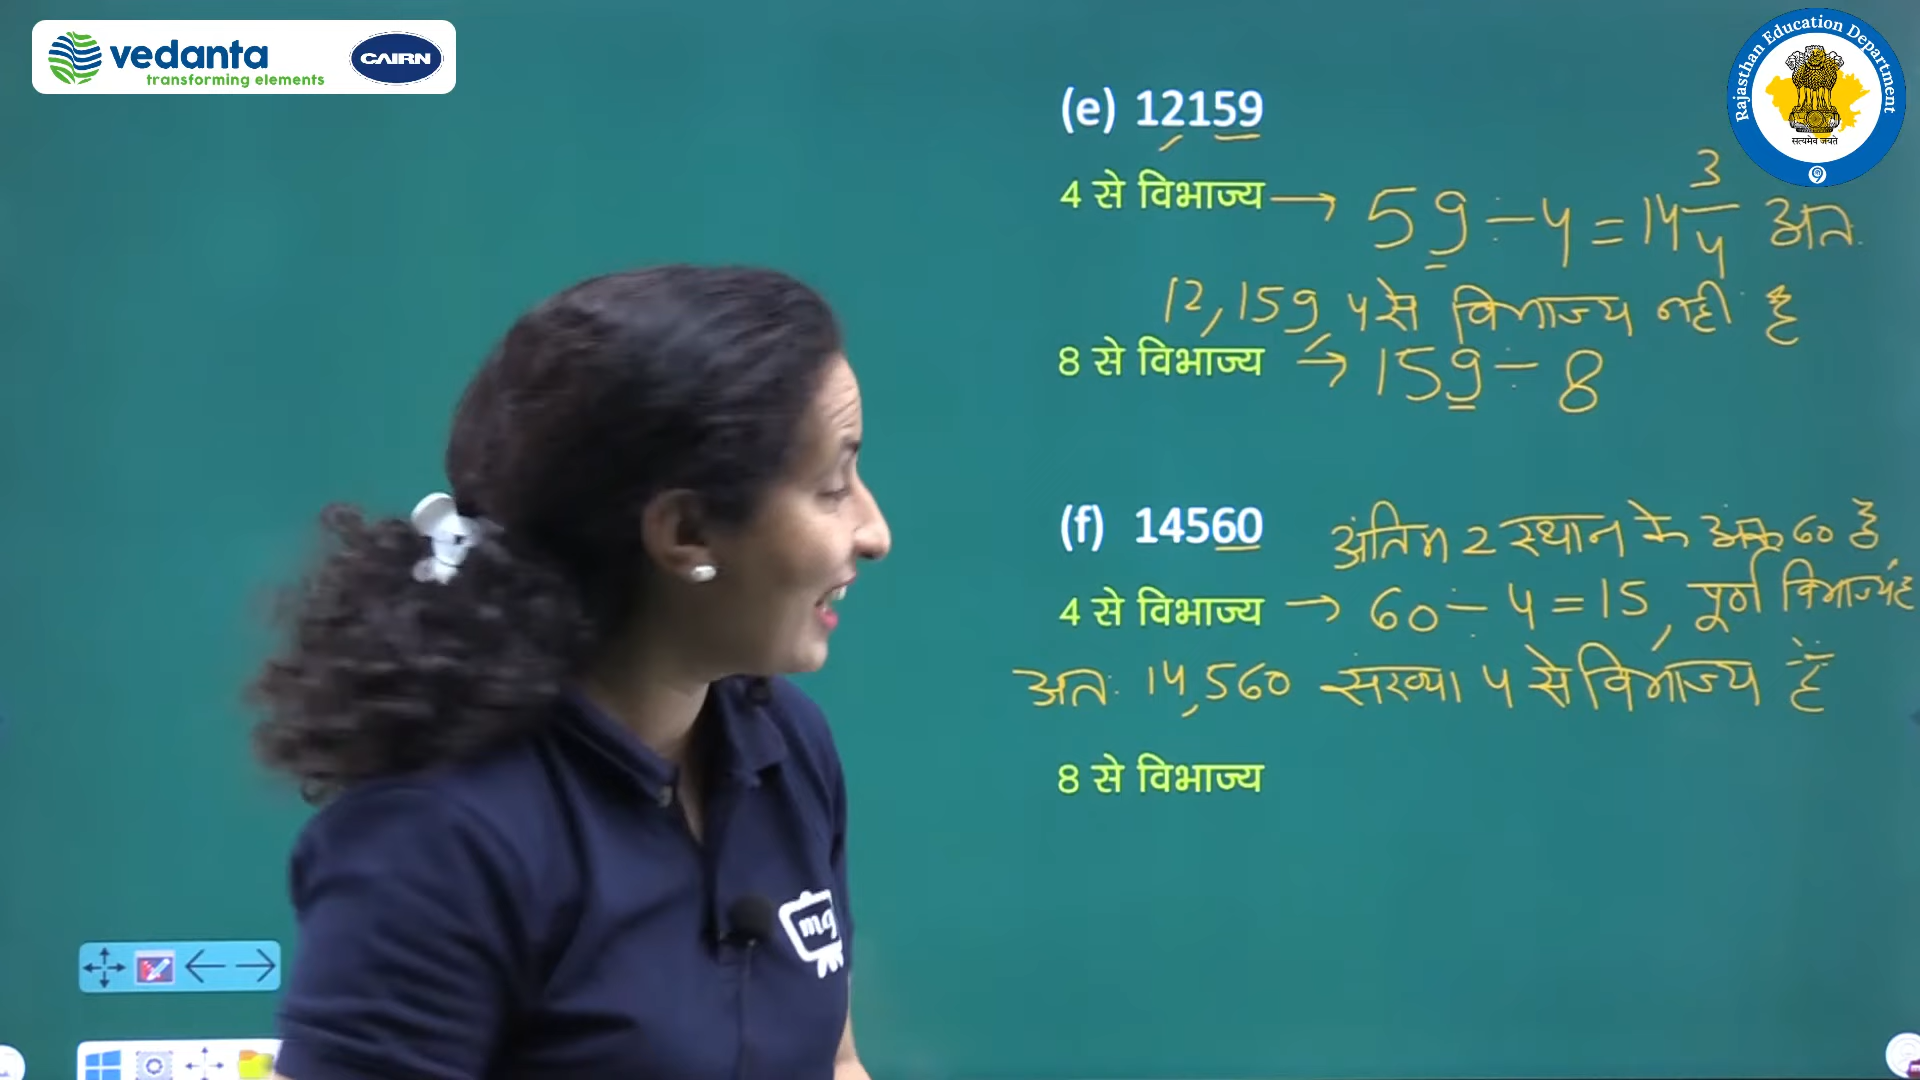 vedanta
transforming elements
CAIRN
Rajasthan Education Department
सत्यमेव जयते
(e) 12159
4 से विभाज्य → 59 ÷ 4 = 14 3/4 अतः
12,159, 4 से विभाज्य नही है
8 से विभाज्य → 159 ÷ 8
(f) 14560 अंतिम 2 स्थान के अंक 60 है
4 से विभाज्य → 60 ÷ 4 = 15, पूर्ण विभाज्य है
अतः 14,560 संख्या 4 से विभाज्य है
8 से विभाज्य
mg